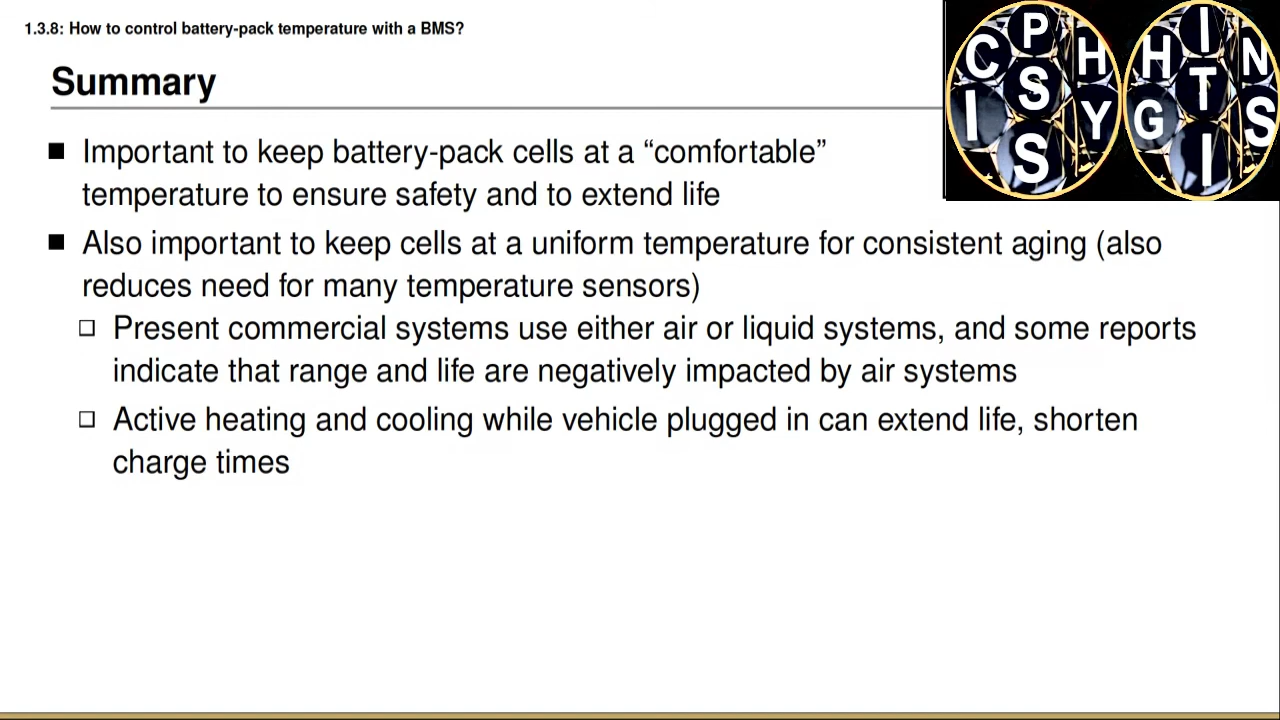 1.3.8: How to control battery-pack temperature with a BMS?
Summary
Important to keep battery-pack cells at a “comfortable”
temperature to ensure safety and to extend life
Also important to keep cells at a uniform temperature for consistent aging (also
reduces need for many temperature sensors)
Present commercial systems use either air or liquid systems, and some reports
indicate that range and life are negatively impacted by air systems
Active heating and cooling while vehicle plugged in can extend life, shorten
charge times
C P H H I N
I S Y G T S
S I